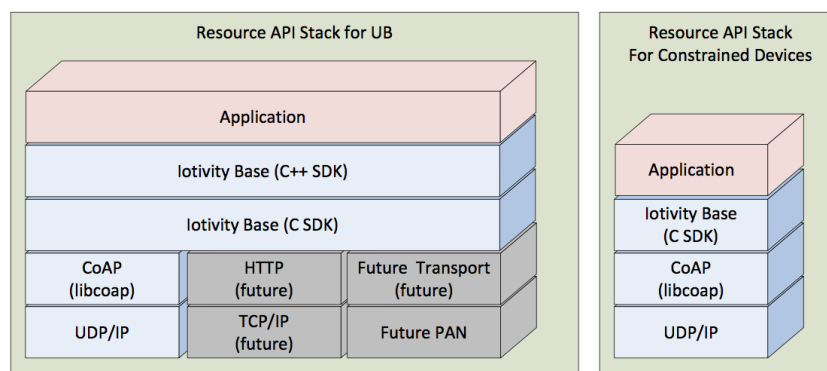 Resource API Stack for UB
Application
Iotivity Base (C++ SDK)
Iotivity Base (C SDK)
CoAP
(libcoap)
HTTP
(future)
Future Transport
(future)
UDP/IP
TCP/IP
(future)
Future PAN
Resource API Stack
For Constrained Devices
Application
Iotivity Base
(C SDK)
CoAP
(libcoap)
UDP/IP